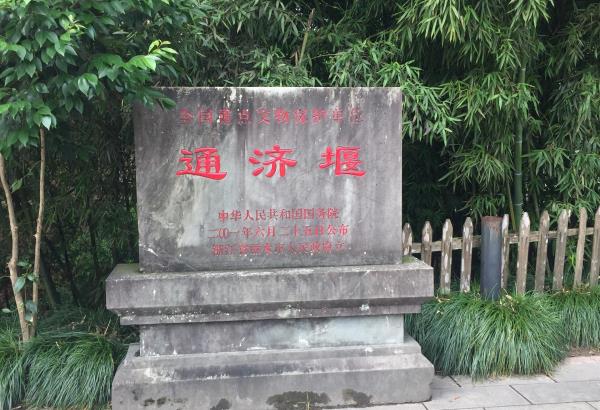 全国重点文物保护单位
通济堰
中华人民共和国国务院
二〇〇一年六月二十五日公布
浙江省丽水市人民政府立